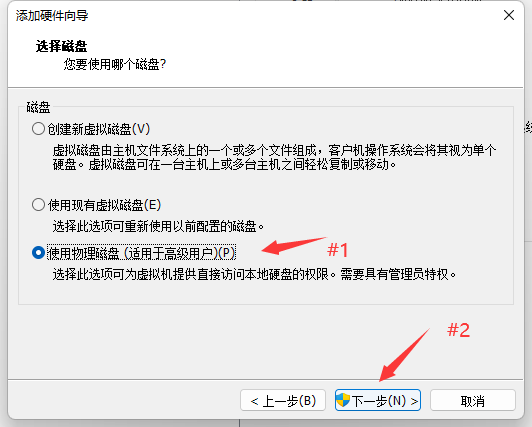 添加硬件向导
选择磁盘
您要使用哪个磁盘?
磁盘
创建新虚拟磁盘(V)
虚拟磁盘由主机文件系统上的一个或多个文件组成，客户机操作系统会将其视为单个
硬盘。虚拟磁盘可在一台主机上或多台主机之间轻松复制或移动。
使用现有虚拟磁盘(E)
选择此选项可重新使用以前配置的磁盘。
使用物理磁盘 (适用于高级用户)(P)
#1
选择此选项可为虚拟机提供直接访问本地硬盘的权限。需要具有管理员特权。
#2
< 上一步(B)
下一步(N) >
取消